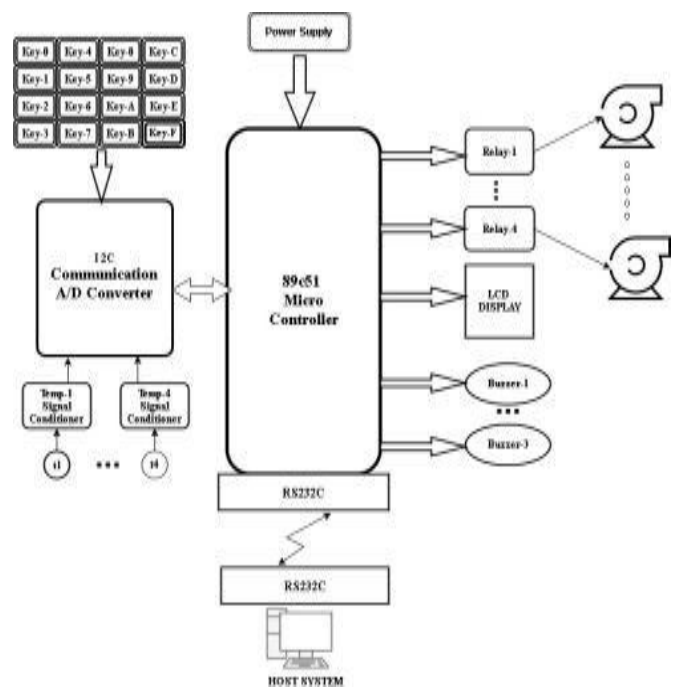 Power Supply
Key-0 Key-4 Key-8 Key-C
Key-1 Key-5 Key-9 Key-D
Key-2 Key-6 Key-A Key-E
Key-3 Key-7 Key-B Key-F
Relay-1
Relay-4
I2C
Communication
A/D Converter
89c51
Micro
Controller
LCD
DISPLAY
Temp-1
Signal
Conditioner
Temp-4
Signal
Conditioner
t1
t4
Buzzer-1
Buzzer-3
RS232C
RS232C
HOST SYSTEM